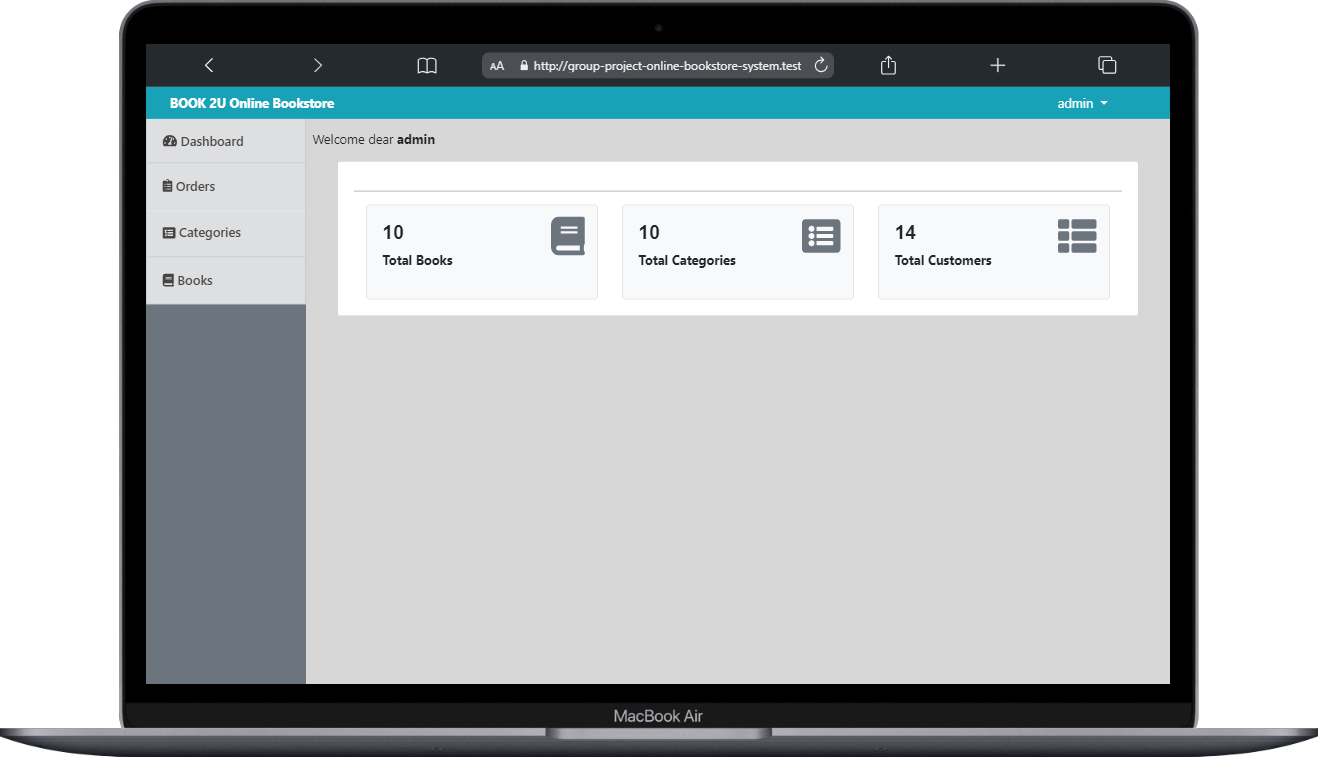 AA http://group-project-online-bookstore-system.test
BOOK 2U Online Bookstore
admin
Dashboard
Orders
Categories
Books
Welcome dear admin
10
Total Books
10
Total Categories
14
Total Customers
MacBook Air